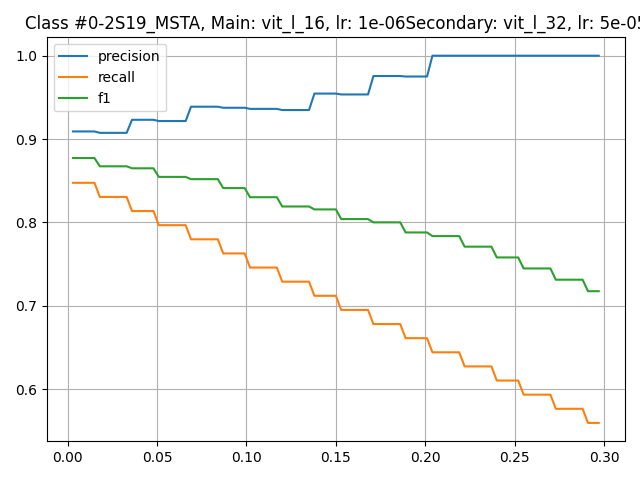 Class #0-2S19_MSTA, Main: vit_l_16, lr: 1e-06Secondary: vit_l_32, lr: 5e-05
precision
recall
f1
1.0
0.9
0.8
0.7
0.6
0.00 0.05 0.10 0.15 0.20 0.25 0.30